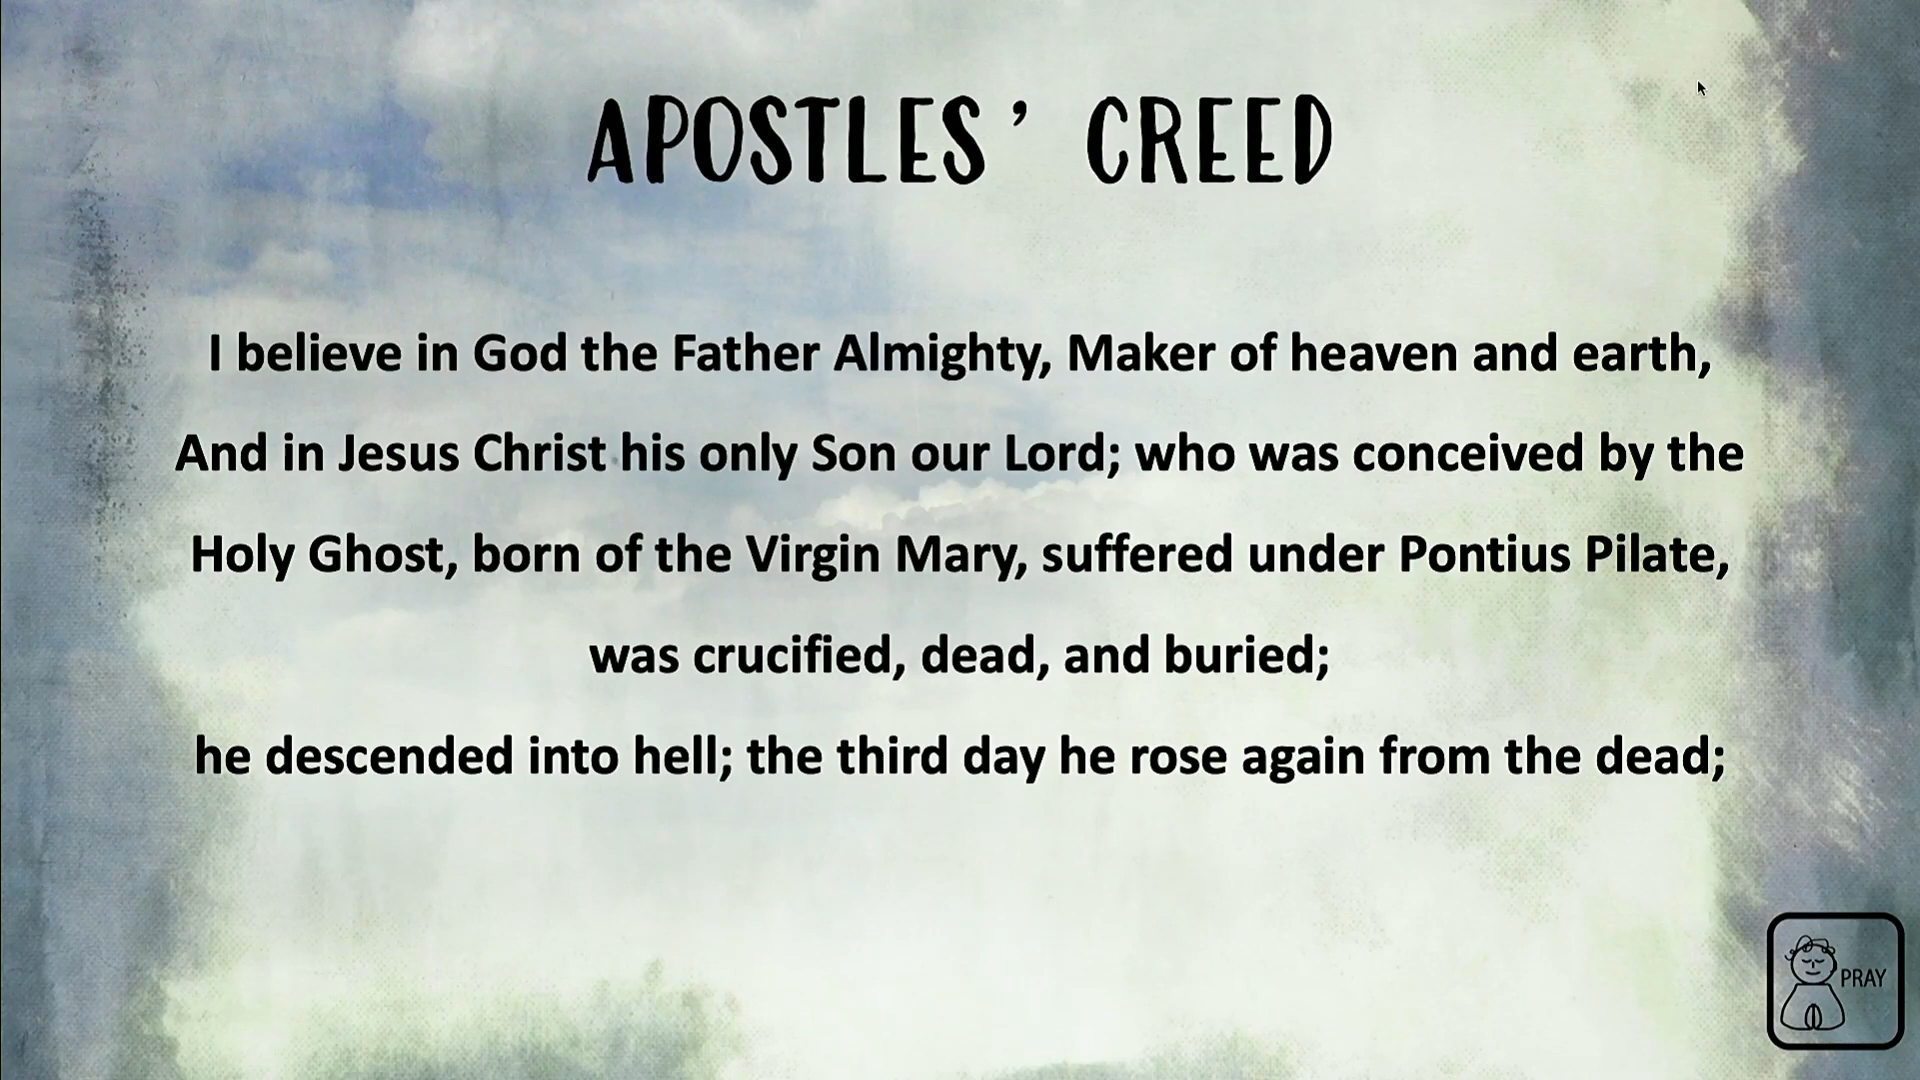 APOSTLES’ CREED
I believe in God the Father Almighty, Maker of heaven and earth,
And in Jesus Christ his only Son our Lord; who was conceived by the
Holy Ghost, born of the Virgin Mary, suffered under Pontius Pilate,
was crucified, dead, and buried;
he descended into hell; the third day he rose again from the dead;
PRAY